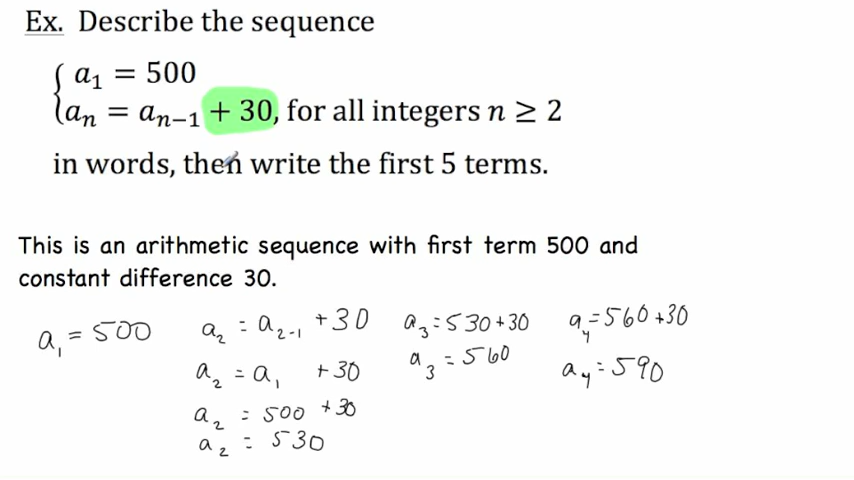 Ex. Describe the sequence
{ a₁ = 500
aₙ = aₙ₋₁ + 30, for all integers n ≥ 2
in words, then write the first 5 terms.
This is an arithmetic sequence with first term 500 and
constant difference 30.
a₁ = 500
a₂ = a₂₋₁ + 30
a₂ = a₁ + 30
a₂ = 500 + 30
a₂ = 530
a₃ = 530 + 30
a₃ = 560
a₄ = 560 + 30
a₄ = 590